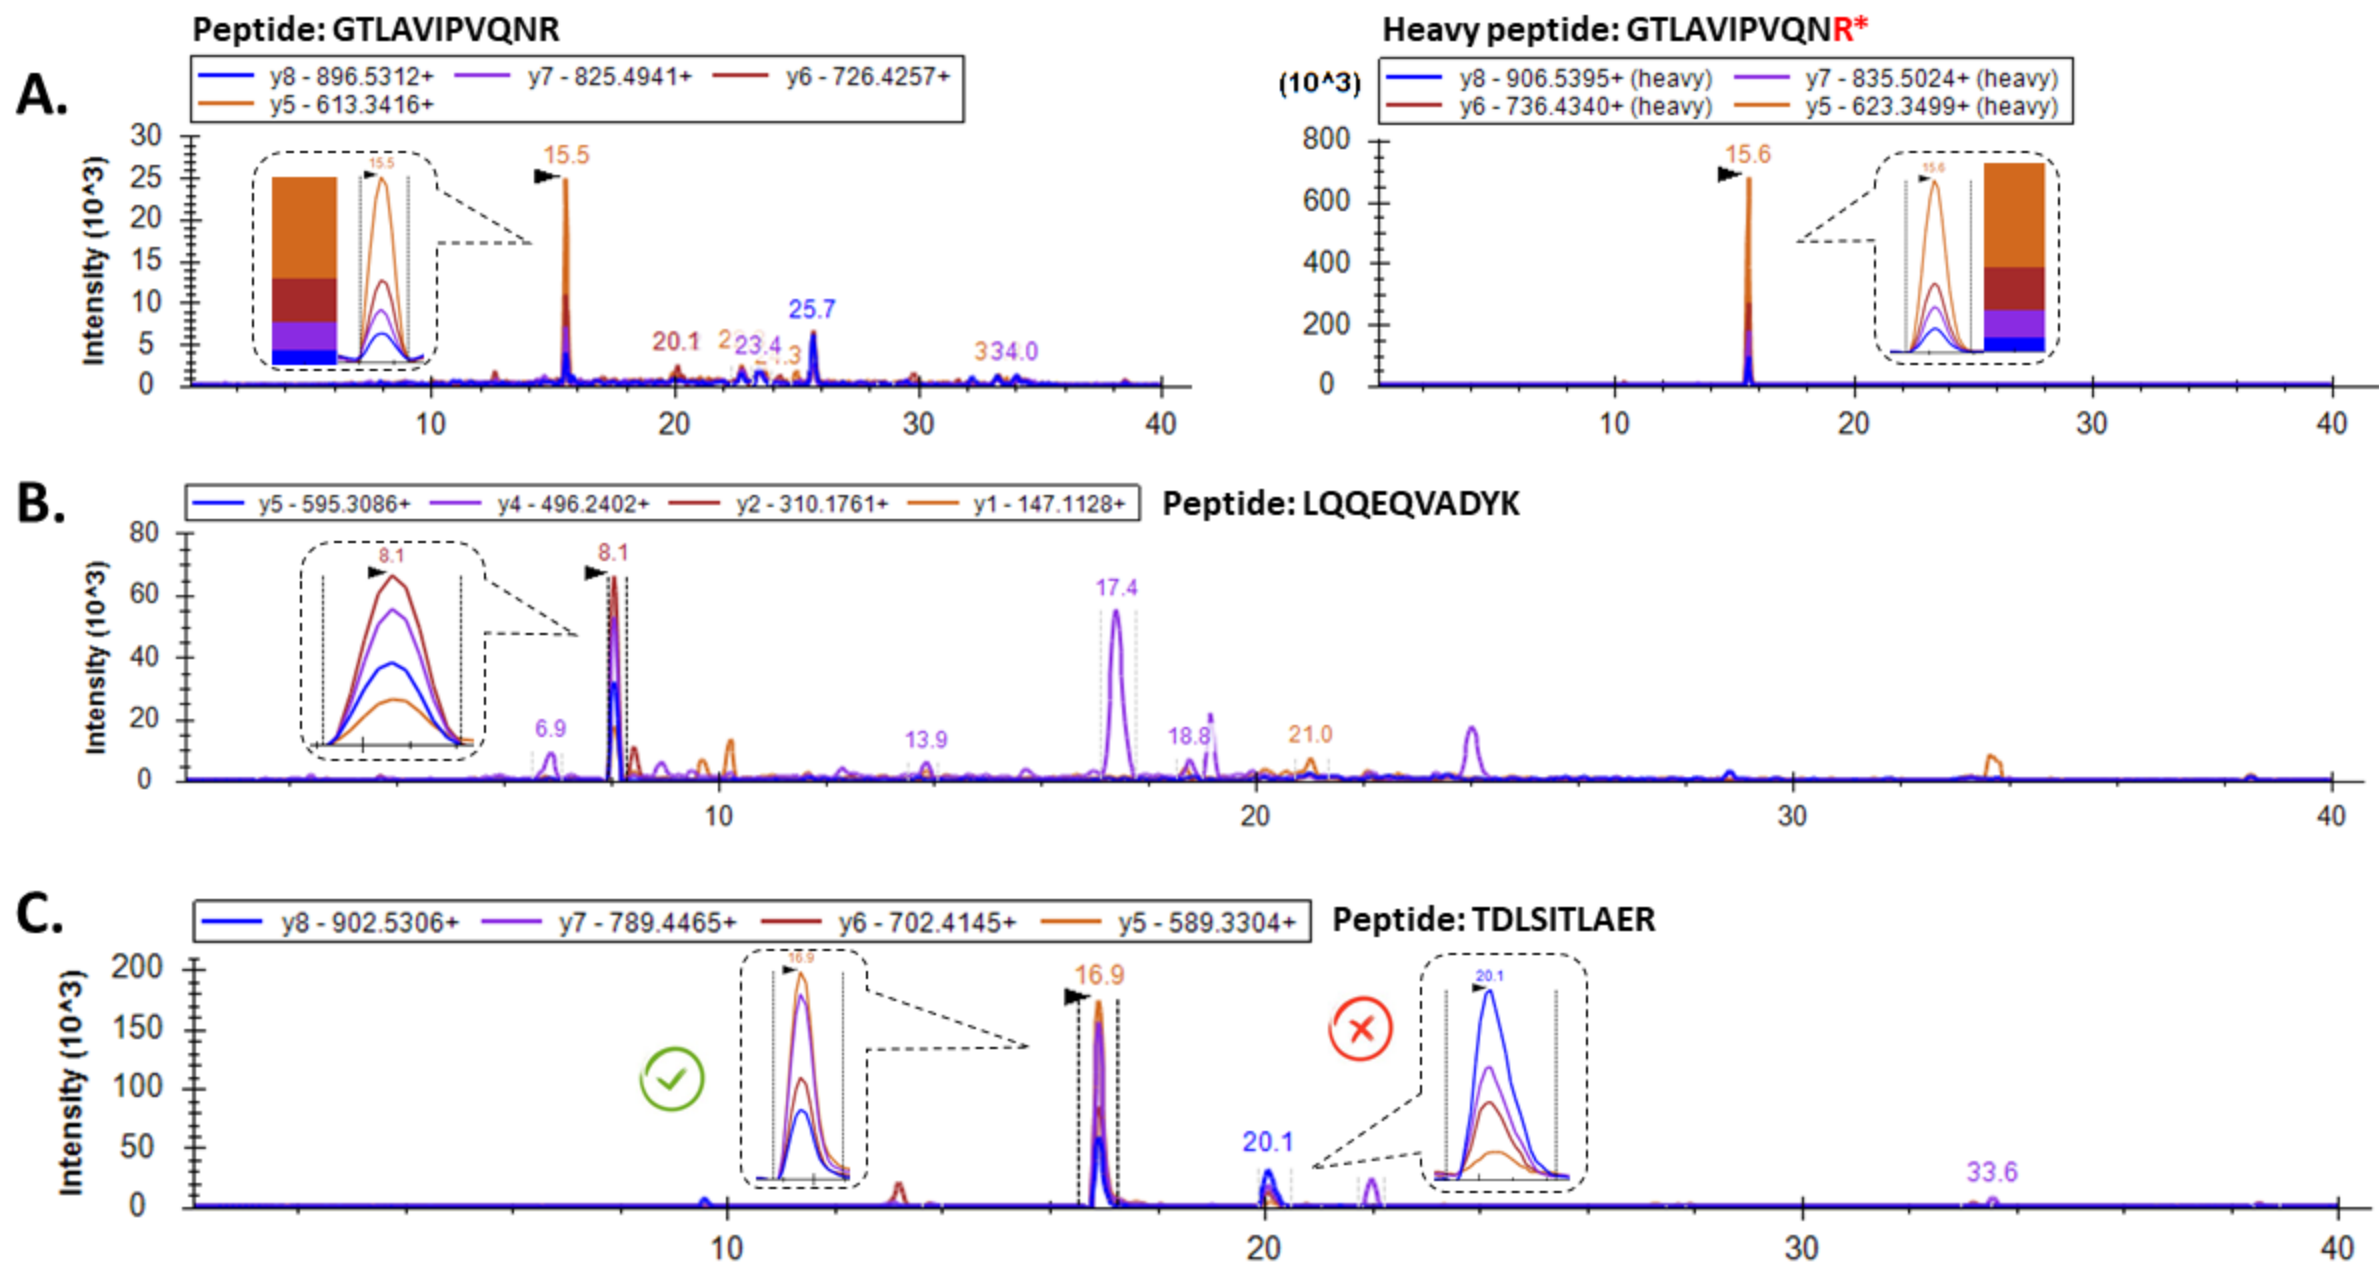 Peptide: GTLAVIPVQNR
Heavy peptide: GTLAVIPVQNR*
A.
y8 - 896.5312+ y7 - 825.4941+ y6 - 726.4257+
y5 - 613.3416+
(10^3)
y8 - 906.5395+ (heavy) y7 - 835.5024+ (heavy)
y6 - 736.4340+ (heavy) y5 - 623.3499+ (heavy)
Intensity (10^3)
30
25
20
15
10
5
0
15.5
15.5
20.1
23.4
25.7
34.0
10 20 30 40
800
600
400
200
0
15.6
15.6
10 20 30 40
B.
y5 - 595.3086+ y4 - 496.2402+ y2 - 310.1761+ y1 - 147.1128+
Peptide: LQQEQVADYK
Intensity (10^3)
80
60
40
20
0
8.1
8.1
6.9
13.9
17.4
18.8
21.0
10 20 30 40
C.
y8 - 902.5306+ y7 - 789.4465+ y6 - 702.4145+ y5 - 589.3304+
Peptide: TDLSITLAER
Intensity (10^3)
200
150
100
50
0
16.9
16.9
20.1
20.1
33.6
10 20 30 40